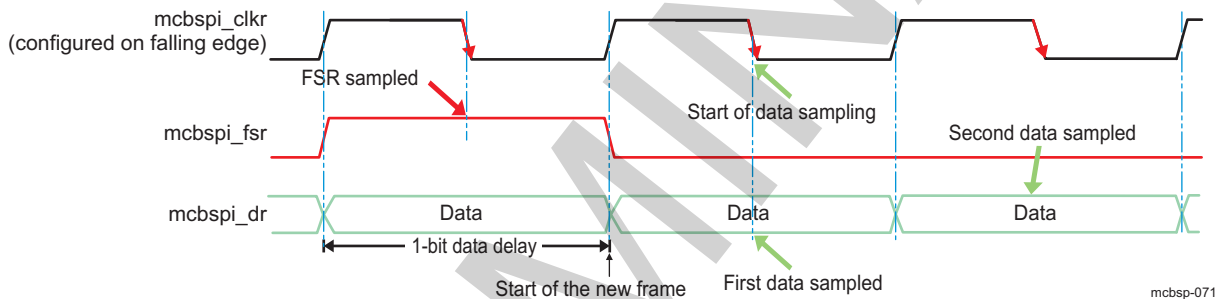 mcbspi_clkr
(configured on falling edge)
FSR sampled
Start of data sampling
mcbspi_fsr
Second data sampled
mcbspi_dr
Data
Data
Data
1-bit data delay
Start of the new frame
First data sampled
mcbsp-071